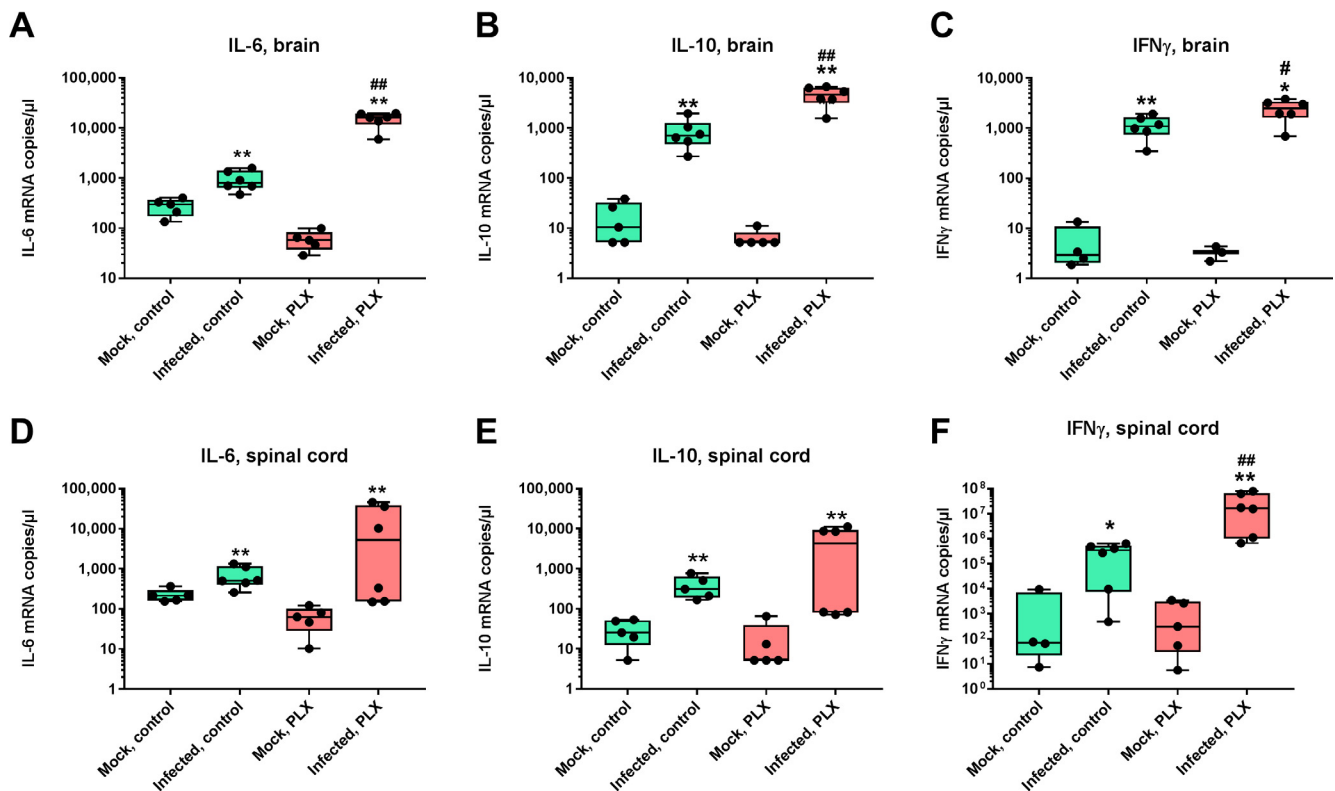 A
IL-6, brain
IL-6 mRNA copies/µl
100,000
10,000
1,000
100
10
**
##
**
Mock, control
Infected, control
Mock, PLX
Infected, PLX
B
IL-10, brain
IL-10 mRNA copies/µl
10,000
1,000
100
10
1
**
##
**
Mock, control
Infected, control
Mock, PLX
Infected, PLX
C
IFNγ, brain
IFNγ mRNA copies/µl
10,000
1,000
100
10
1
**
#
*
Mock, control
Infected, control
Mock, PLX
Infected, PLX
D
IL-6, spinal cord
IL-6 mRNA copies/µl
100,000
10,000
1,000
100
10
1
**
**
Mock, control
Infected, control
Mock, PLX
Infected, PLX
E
IL-10, spinal cord
IL-10 mRNA copies/µl
100,000
10,000
1,000
100
10
1
**
**
Mock, control
Infected, control
Mock, PLX
Infected, PLX
F
IFNγ, spinal cord
IFNγ mRNA copies/µl
10⁸
10⁷
10⁶
10⁵
10⁴
10³
10²
10¹
10⁰
*
##
**
Mock, control
Infected, control
Mock, PLX
Infected, PLX